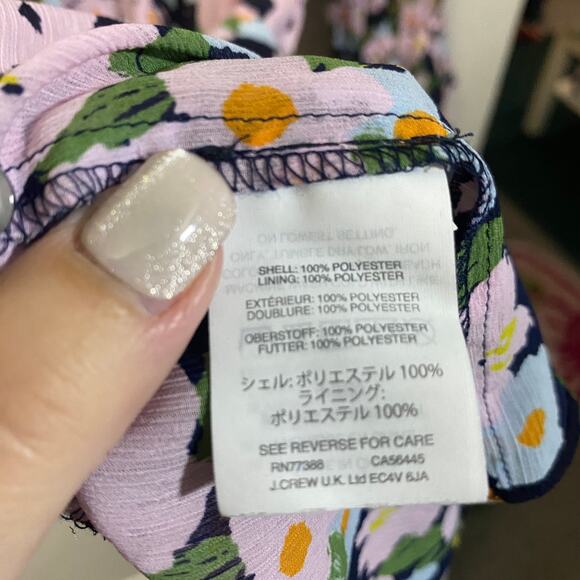 SHELL: 100% POLYESTER
LINING: 100% POLYESTER
EXTÉRIEUR: 100% POLYESTER
DOUBLURE: 100% POLYESTER
OBERSTOFF: 100% POLYESTER
FUTTER: 100% POLYESTER
シェル: ポリエステル 100%
ライニング:
ポリエステル 100%
SEE REVERSE FOR CARE
RN77388 CA56445
J.CREW U.K. Ltd EC4V 6JA